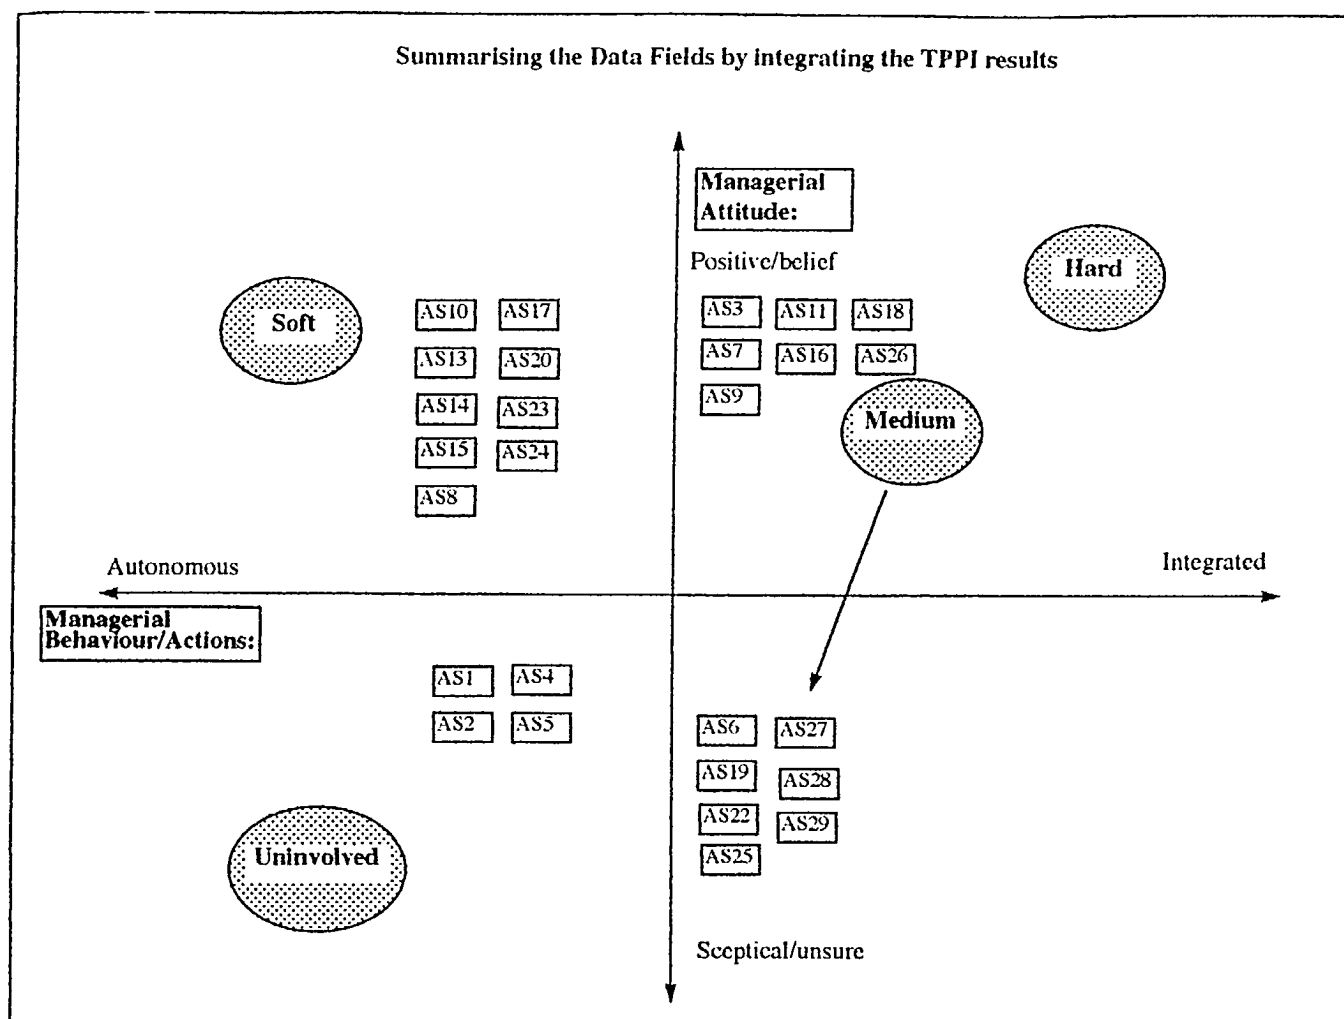 Summarising the Data Fields by integrating the TPPI results
Managerial
Attitude:
Positive/belief
Hard
Soft
AS10 AS17
AS3 AS11 AS18
AS13 AS20
AS7 AS16 AS26
AS14 AS23
AS9
Medium
AS15 AS24
AS8
Autonomous
Integrated
Managerial
Behaviour/Actions:
AS1 AS4
AS2 AS5
AS6 AS27
AS19 AS28
AS22 AS29
AS25
Uninvolved
Sceptical/unsure